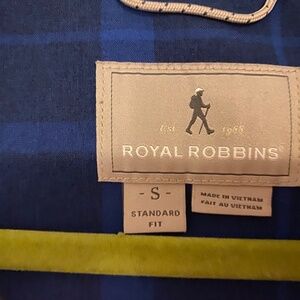 Est 1968
ROYAL ROBBINS®
- S -
STANDARD
FIT
MADE IN VIETNAM
FAIT AU VIETNAM